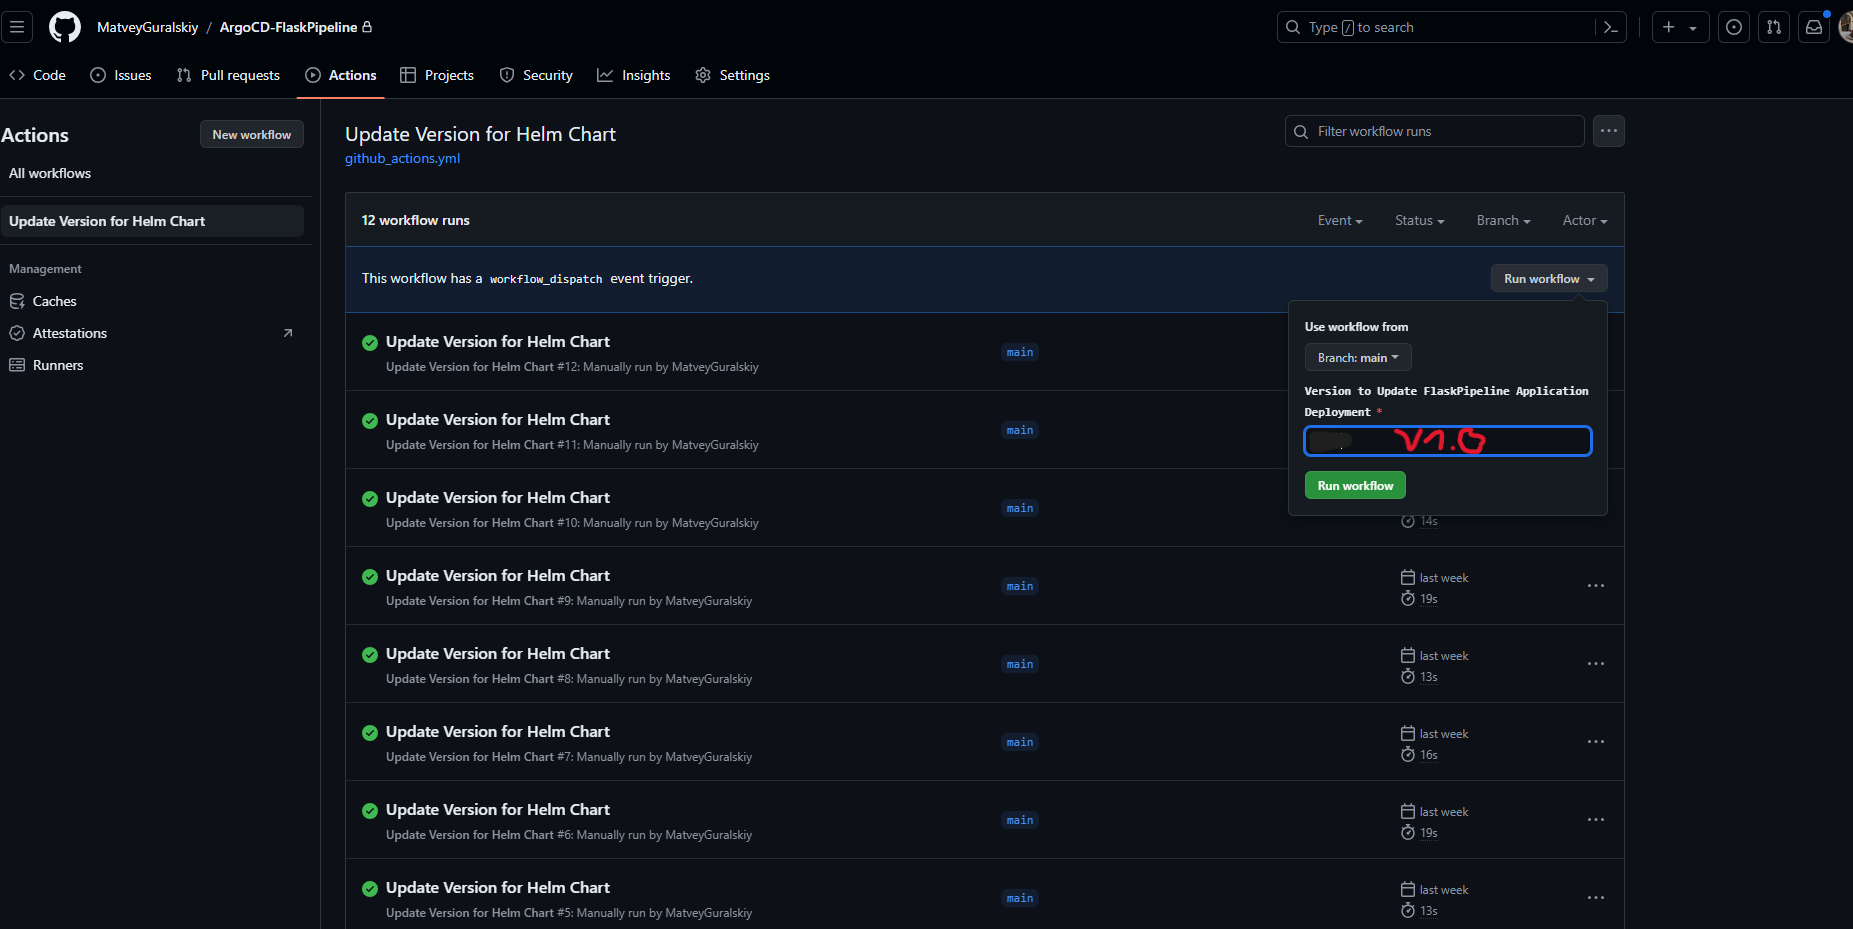 MatveyGuralskiy / ArgoCD-FlaskPipeline
Type / to search
Code Issues Pull requests Actions Projects Security Insights Settings
Actions
New workflow
All workflows
Update Version for Helm Chart
Management
Caches
Attestations
Runners
Update Version for Helm Chart
github_actions.yml
Filter workflow runs
12 workflow runs
Event Status Branch Actor
This workflow has a workflow_dispatch event trigger.
Run workflow
Use workflow from
Branch: main
Version to Update FlaskPipeline Application
Deployment *
V1.0
Run workflow
Update Version for Helm Chart
Update Version for Helm Chart #12: Manually run by MatveyGuralskiy
main
Update Version for Helm Chart
Update Version for Helm Chart #11: Manually run by MatveyGuralskiy
main
Update Version for Helm Chart
Update Version for Helm Chart #10: Manually run by MatveyGuralskiy
main
14s
Update Version for Helm Chart
Update Version for Helm Chart #9: Manually run by MatveyGuralskiy
main
last week
19s
Update Version for Helm Chart
Update Version for Helm Chart #8: Manually run by MatveyGuralskiy
main
last week
13s
Update Version for Helm Chart
Update Version for Helm Chart #7: Manually run by MatveyGuralskiy
main
last week
16s
Update Version for Helm Chart
Update Version for Helm Chart #6: Manually run by MatveyGuralskiy
main
last week
19s
Update Version for Helm Chart
Update Version for Helm Chart #5: Manually run by MatveyGuralskiy
main
last week
13s